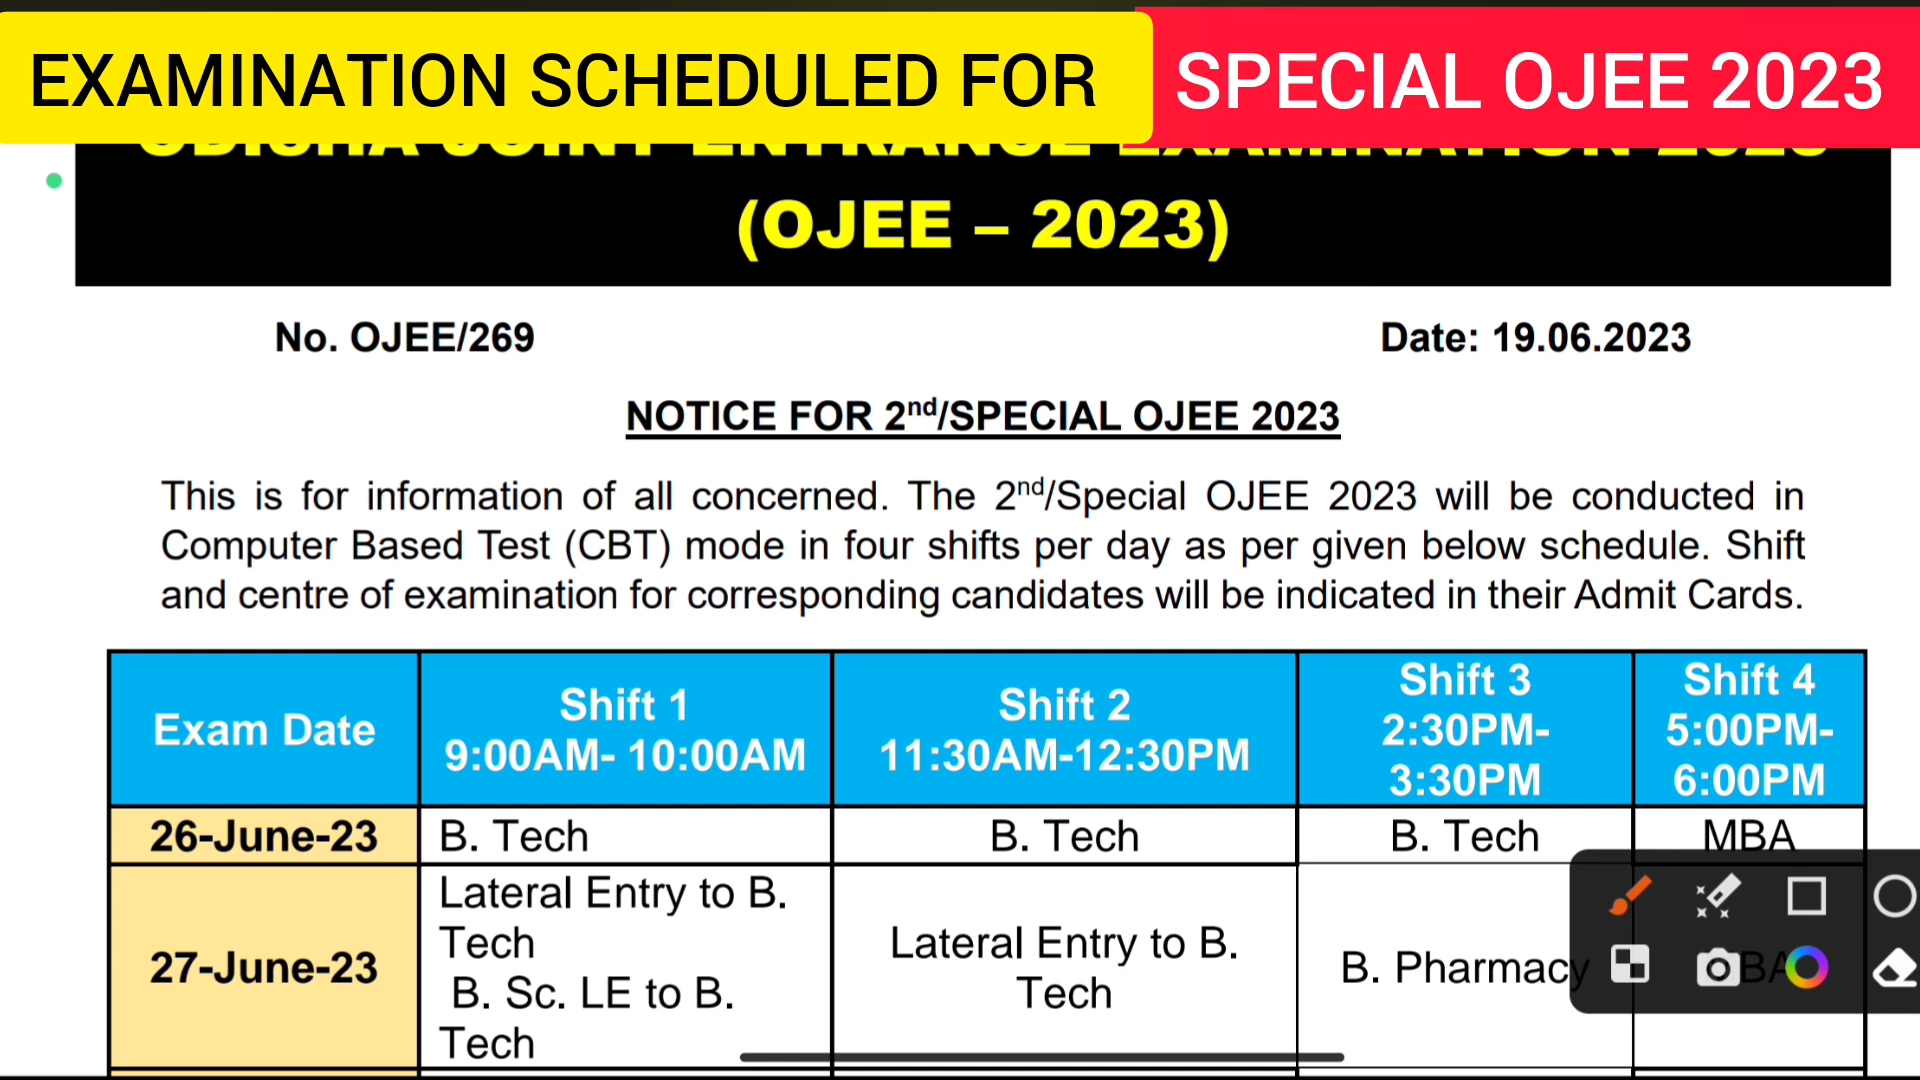 EXAMINATION SCHEDULED FOR SPECIAL OJEE 2023
ODISHA JOINT ENTRANCE EXAMINATION 2023
(OJEE – 2023)
No. OJEE/269 Date: 19.06.2023
NOTICE FOR 2nd/SPECIAL OJEE 2023
This is for information of all concerned. The 2nd/Special OJEE 2023 will be conducted in
Computer Based Test (CBT) mode in four shifts per day as per given below schedule. Shift
and centre of examination for corresponding candidates will be indicated in their Admit Cards.
Exam Date
Shift 1
9:00AM- 10:00AM
Shift 2
11:30AM-12:30PM
Shift 3
2:30PM-
3:30PM
Shift 4
5:00PM-
6:00PM
26-June-23 B. Tech B. Tech B. Tech MBA
27-June-23
Lateral Entry to B.
Tech
B. Sc. LE to B.
Tech
Lateral Entry to B.
Tech
B. Pharmacy